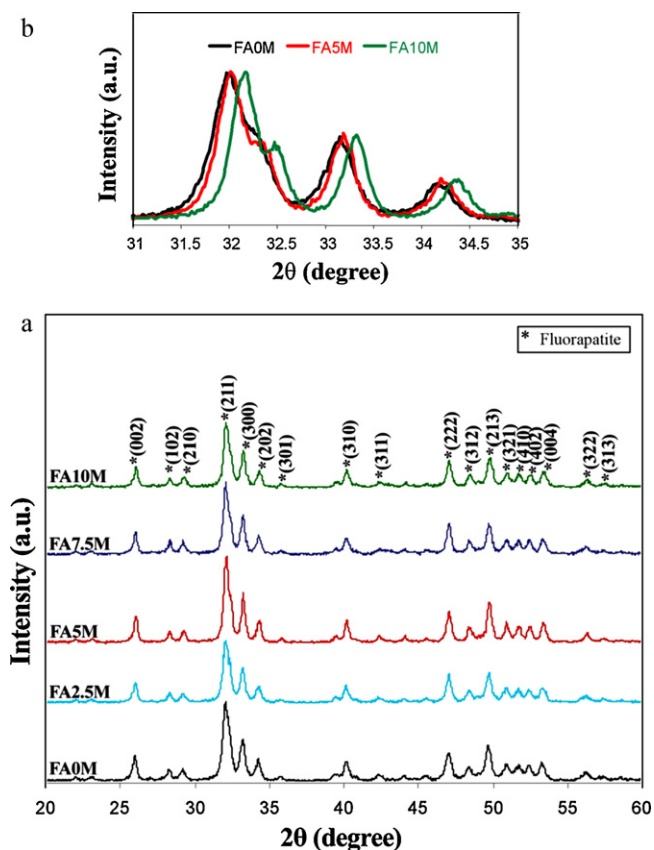 b
FA0M FA5M FA10M
Intensity (a.u.)
31 31.5 32 32.5 33 33.5 34 34.5 35
2θ (degree)
a
* Fluorapatite
*(002) *(102) *(210) *(211) *(300) *(202) *(301) *(310) *(311) *(222) *(312) *(213) *(321) *(410) *(402) *(004) *(322) *(313)
FA10M
FA7.5M
FA5M
FA2.5M
FA0M
Intensity (a.u.)
20 25 30 35 40 45 50 55 60
2θ (degree)